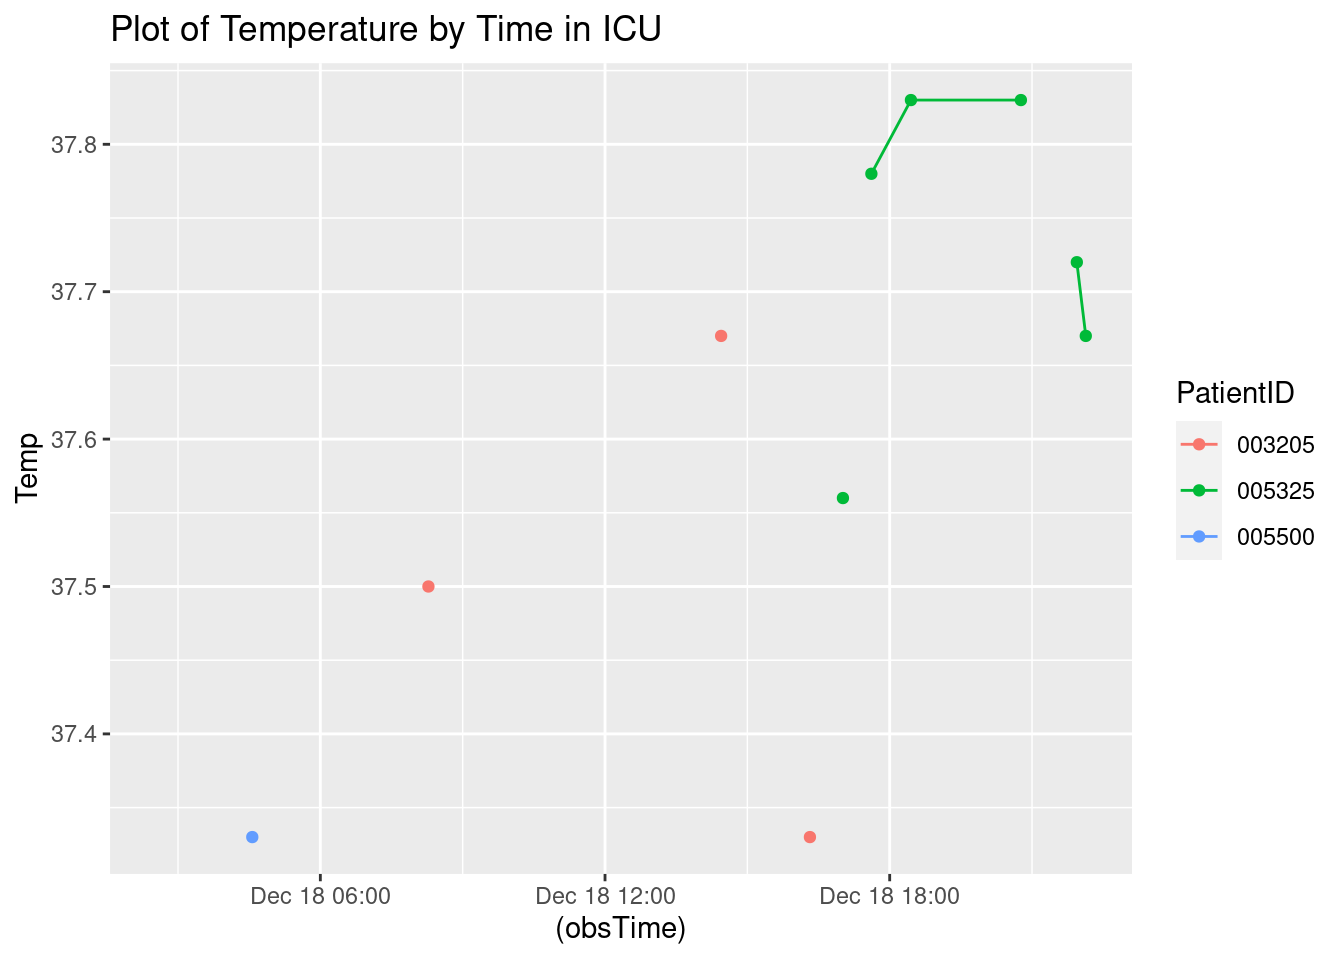 Plot of Temperature by Time in ICU
37.8
37.7
37.6
37.5
37.4
Temp
Dec 18 06:00
Dec 18 12:00
Dec 18 18:00
(obsTime)
PatientID
003205
005325
005500